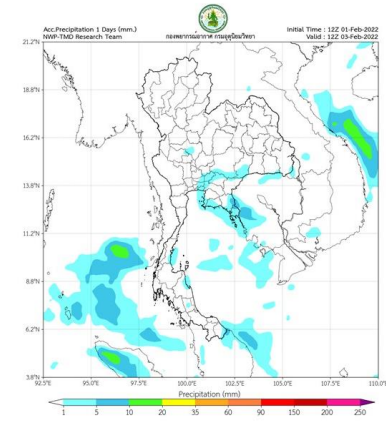 Acc.Precipitation 1 Days (mm.)
NWP-TMD Research Team
กองพยากรณ์อากาศ กรมอุตุนิยมวิทยา
Initial Time : 12Z 01-Feb-2022
Valid : 12Z 03-Feb-2022
21.2°N
18.8°N
16.2°N
13.8°N
11.2°N
8.8°N
6.2°N
3.8°N
92.5°E 95.0°E 97.5°E 100.0°E 102.5°E 105.0°E 107.5°E 110.0°E
Precipitation (mm)
1 5 10 20 35 60 90 150 200 250